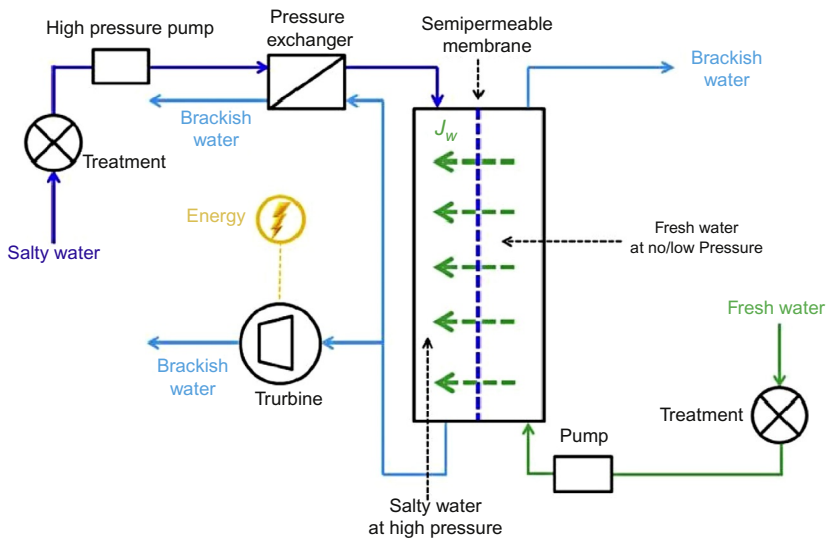 High pressure pump
Pressure
exchanger
Semipermeable
membrane
Brackish
water
Brackish
water
Treatment
J_w
Energy
Salty water
Fresh water
at no/low Pressure
Fresh water
Brackish
water
Trurbine
Treatment
Pump
Salty water
at high pressure